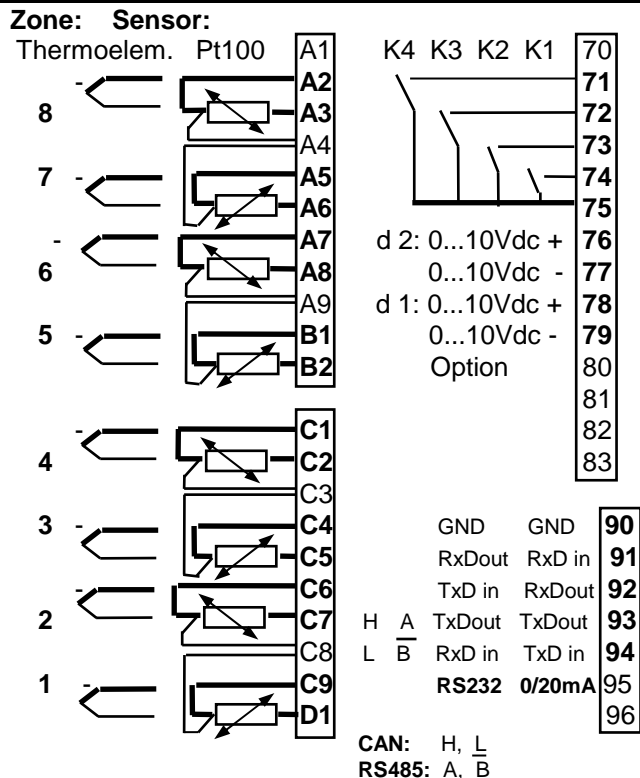 Zone: Sensor:
Thermoelem. Pt100 A1
- A2
8 A3
A4
7 - A5
A6
- A7
6 A8
A9
5 - B1
B2
- C1
4 C2
C3
3 - C4
C5
- C6
2 C7
C8
1 - C9
D1
K4 K3 K2 K1 70
71
72
73
74
75
d 2: 0...10Vdc + 76
0...10Vdc - 77
d 1: 0...10Vdc + 78
0...10Vdc - 79
Option 80
81
82
83
GND GND 90
RxDout RxD in 91
TxD in RxDout 92
H A TxDout TxDout 93
L B RxD in TxD in 94
RS232 0/20mA 95
96
CAN: H, L
RS485: A, B